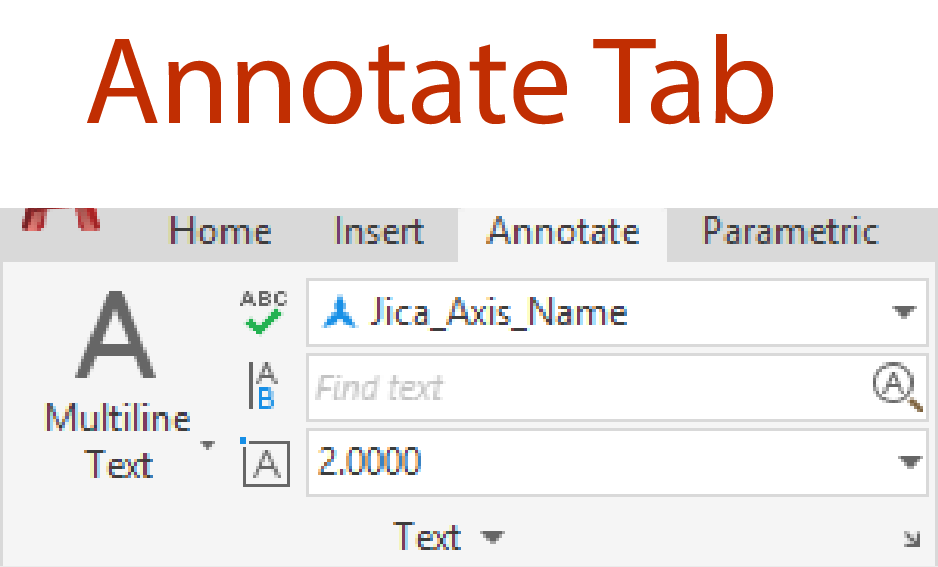 Annotate Tab
Home Insert Annotate Parametric
ABC
Jica_Axis_Name
A
B
Find text
A
Multiline
Text
A
2.0000
Text